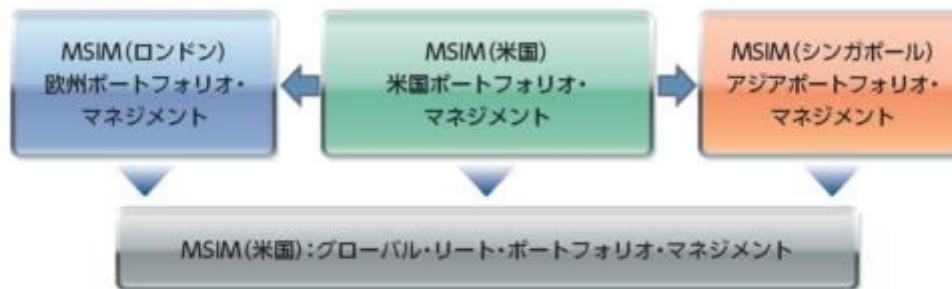 MSIM(ロンドン)
欧州ポートフォリオ・
マネジメント
MSIM(米国)
米国ポートフォリオ・
マネジメント
MSIM(シンガポール)
アジアポートフォリオ・
マネジメント
MSIM(米国):グローバル・リート・ポートフォリオ・マネジメント